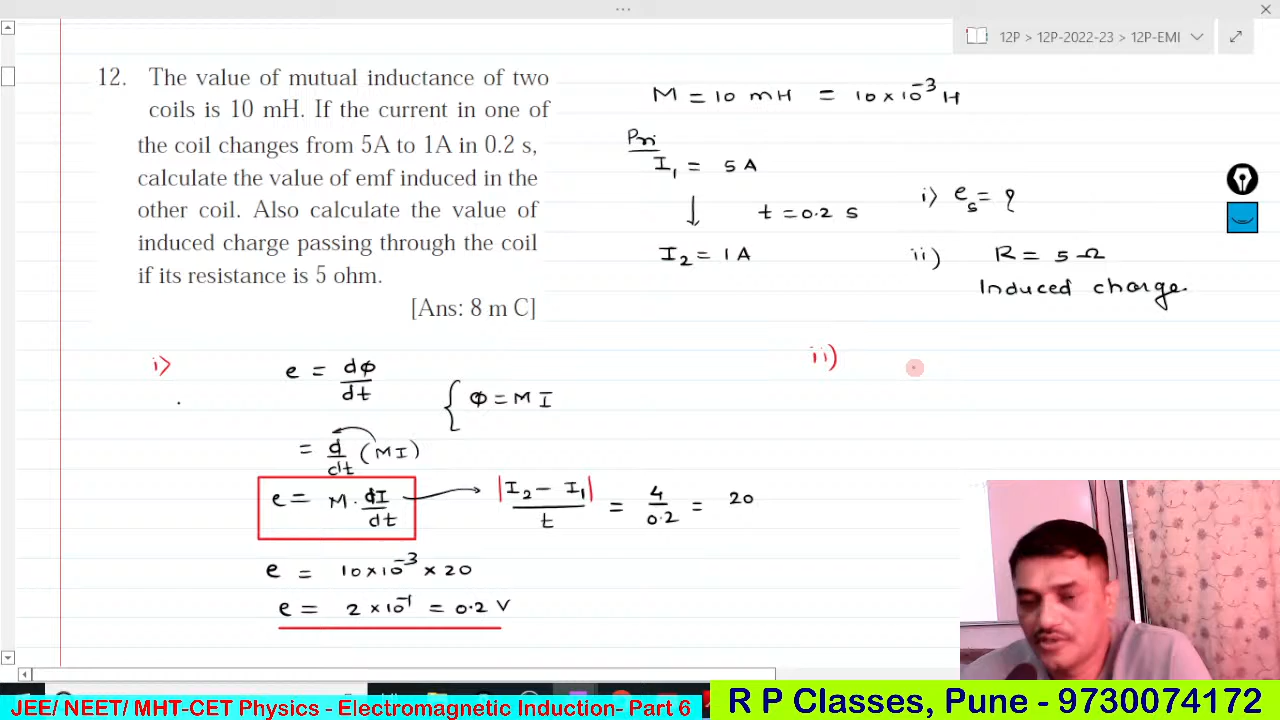 12P > 12P-2022-23 > 12P-EMI
12. The value of mutual inductance of two
coils is 10 mH. If the current in one of
the coil changes from 5A to 1A in 0.2 s,
calculate the value of emf induced in the
other coil. Also calculate the value of
induced charge passing through the coil
if its resistance is 5 ohm.
[Ans: 8 m C]
M = 10 mH = 10×10⁻³ H
Pri
I₁ = 5 A
↓ t = 0.2 s
I₂ = 1 A
i) eₛ = ?
ii) R = 5 Ω
Induced charge.
i)
e = dφ/dt
{ φ = M I
= d/dt (M I)
e = M · dI/dt → |I₂ − I₁|/t = 4/0.2 = 20
e = 10×10⁻³ × 20
e = 2 ×10⁻¹ = 0.2 V
ii)
JEE/ NEET/ MHT-CET Physics - Electromagnetic Induction- Part 6
R P Classes, Pune - 9730074172